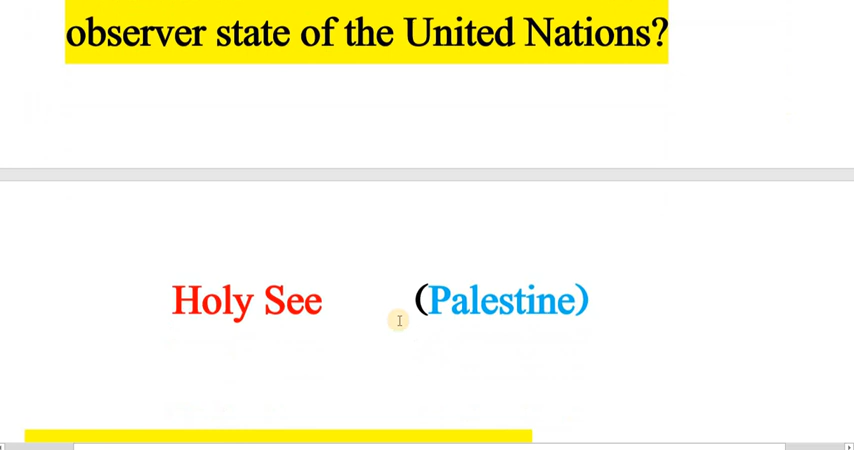 observer state of the United Nations?
Holy See (Palestine)